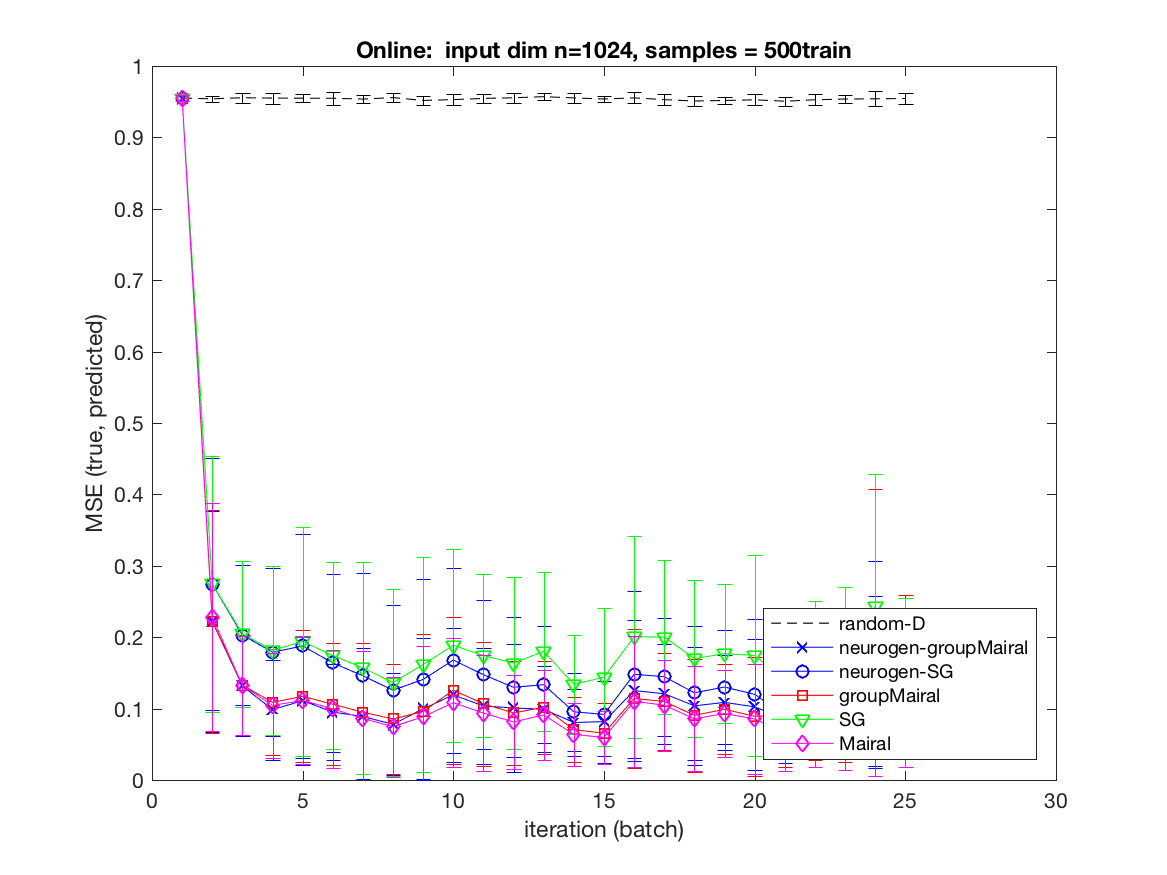 Online:  input dim n=1024, samples = 500train
1
0.9
0.8
0.7
0.6
0.5
0.4
0.3
0.2
0.1
0
MSE (true, predicted)
random-D
neurogen-groupMairal
neurogen-SG
groupMairal
SG
Mairal
0 5 10 15 20 25 30
iteration (batch)